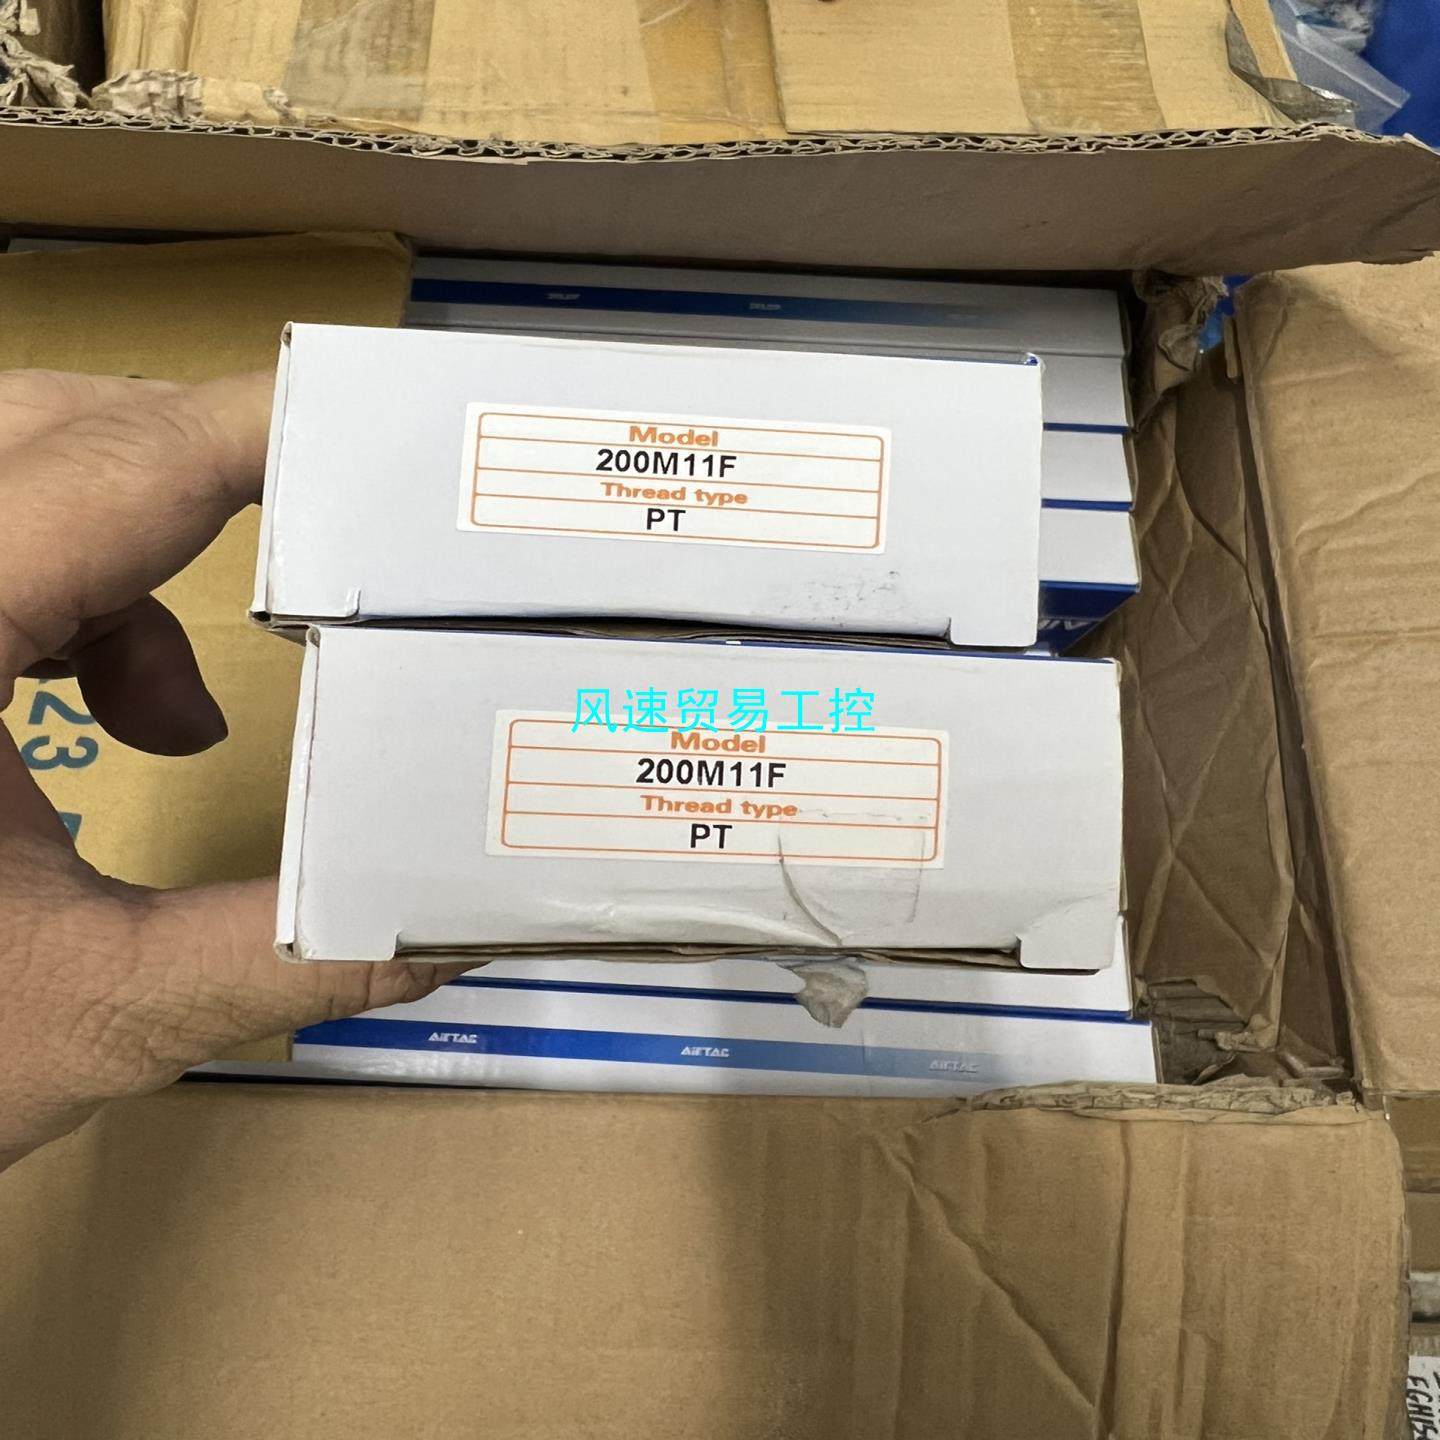 Model
200M11F
Thread type
PT
风速贸易工控
Model
200M11F
Thread type
PT
23
AIRTAC
AIRTAC
AIRTAC